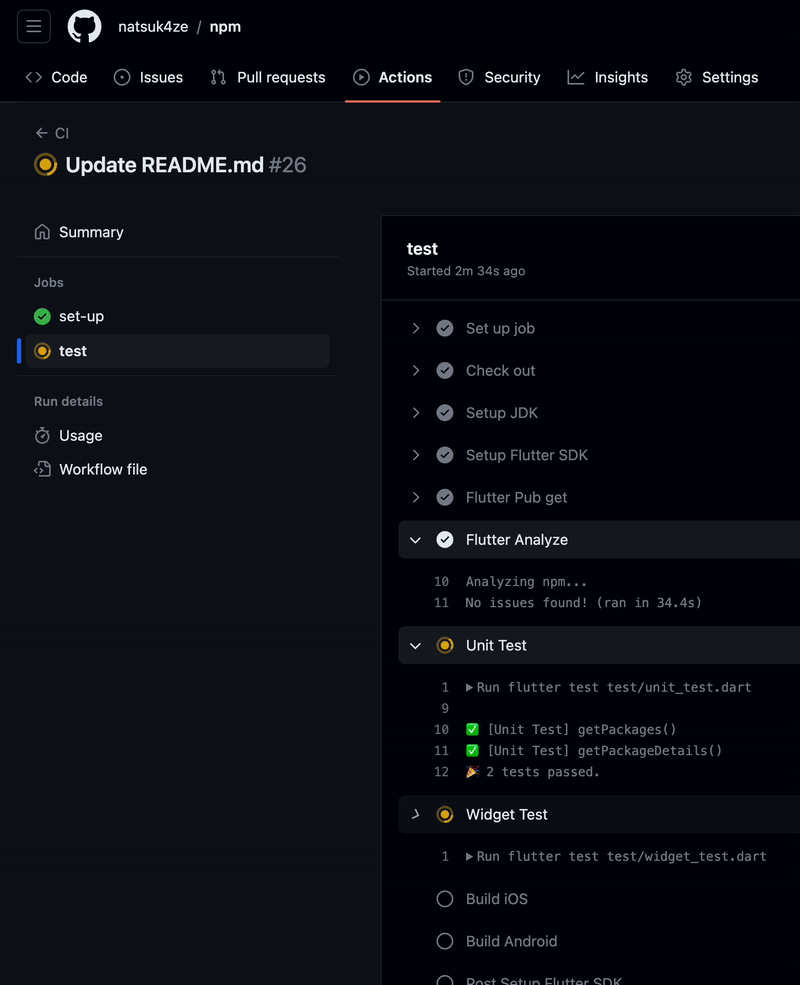 natsuk4ze / npm
Code Issues Pull requests Actions Security Insights Settings
← CI
Update README.md #26
Summary
Jobs
set-up
test
Run details
Usage
Workflow file
test
Started 2m 34s ago
Set up job
Check out
Setup JDK
Setup Flutter SDK
Flutter Pub get
Flutter Analyze
10 Analyzing npm...
11 No issues found! (ran in 34.4s)
Unit Test
1 ▶ Run flutter test test/unit_test.dart
9
10 ✅ [Unit Test] getPackages()
11 ✅ [Unit Test] getPackageDetails()
12 🎉 2 tests passed.
Widget Test
1 ▶ Run flutter test test/widget_test.dart
Build iOS
Build Android
Post Setup Flutter SDK